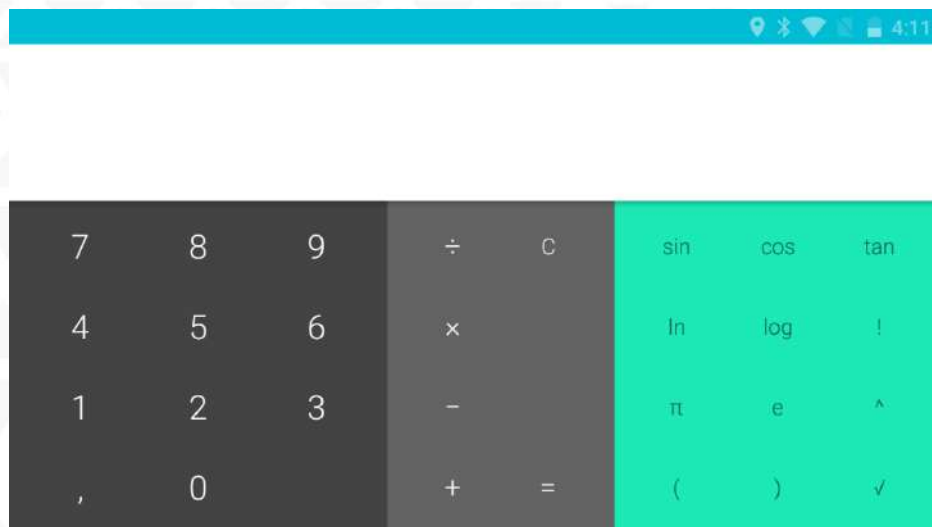 4:11
7 8 9 ÷ C sin cos tan
4 5 6 × ln log !
1 2 3 − π e ^
, 0 + = ( ) √